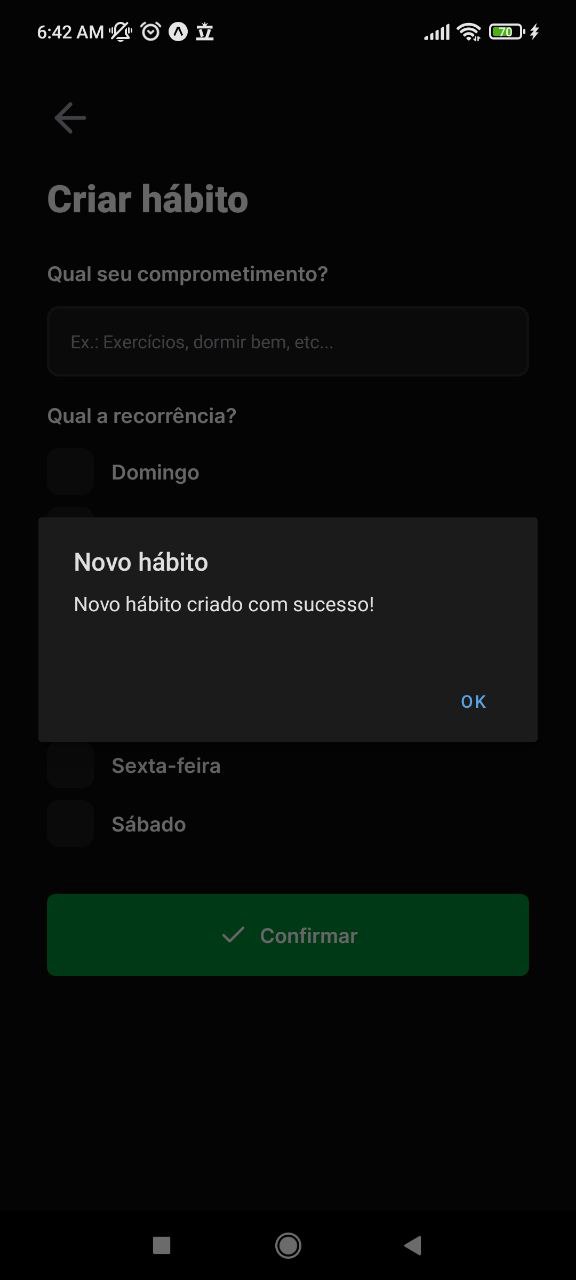 6:42 AM
70
Criar hábito
Qual seu comprometimento?
Ex.: Exercícios, dormir bem, etc...
Qual a recorrência?
Domingo
Novo hábito
Novo hábito criado com sucesso!
OK
Sexta-feira
Sábado
Confirmar